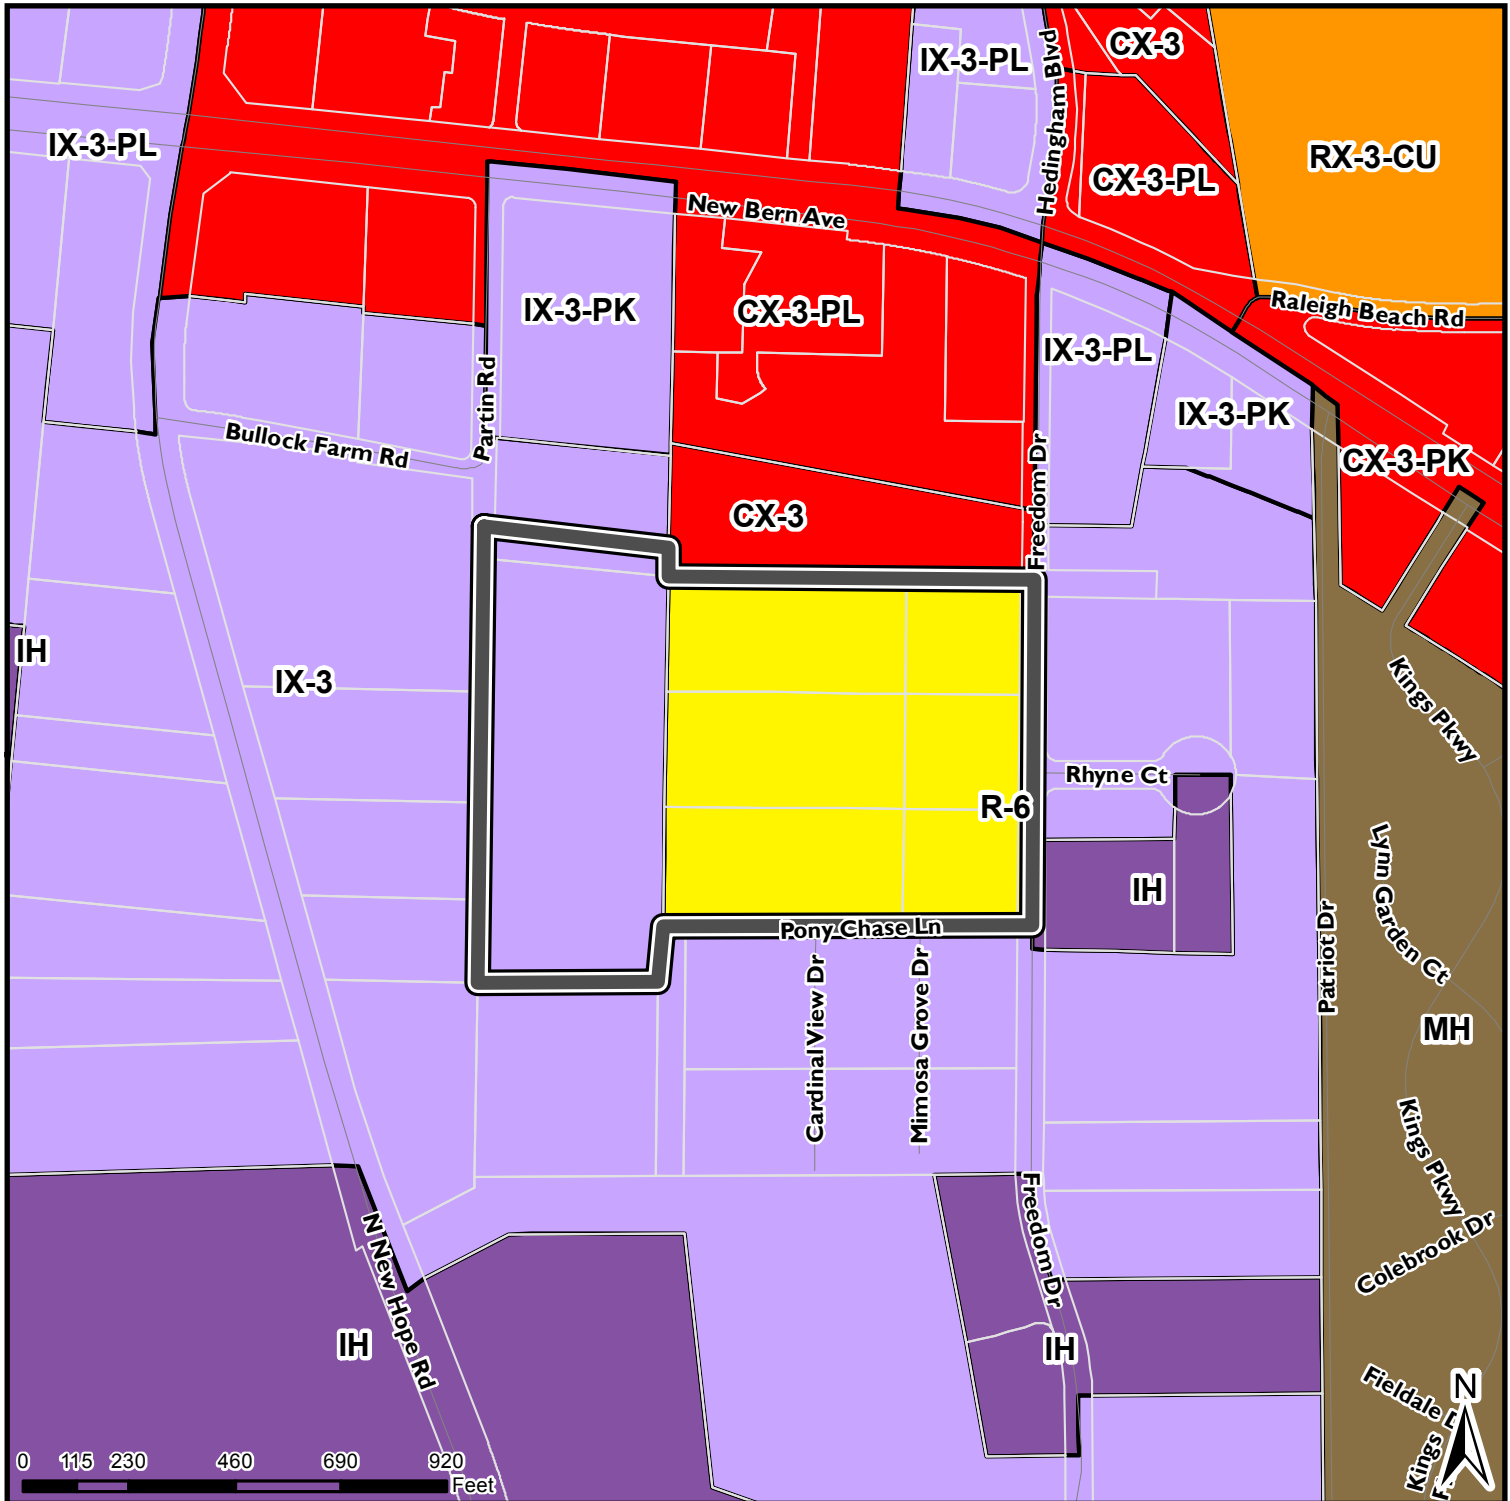 CX-3
IX-3-PL
Hedingham Blvd
IX-3-PL
RX-3-CU
CX-3-PL
New Bern Ave
IX-3-PK
CX-3-PL
Raleigh Beach Rd
IX-3-PL
Partin Rd
IX-3-PK
Bullock Farm Rd
CX-3-PK
Freedom Dr
CX-3
IH
IX-3
Kings Pkwy
Rhyne Ct
R-6
Lynn Garden Ct
IH
Pony Chase Ln
Patriot Dr
Cardinal View Dr
Mimosa Grove Dr
MH
Kings Pkwy
Freedom Dr
Colebrook Dr
N New Hope Rd
IH
IH
Fieldale
N
Kings
0 115 230 460 690 920
Feet